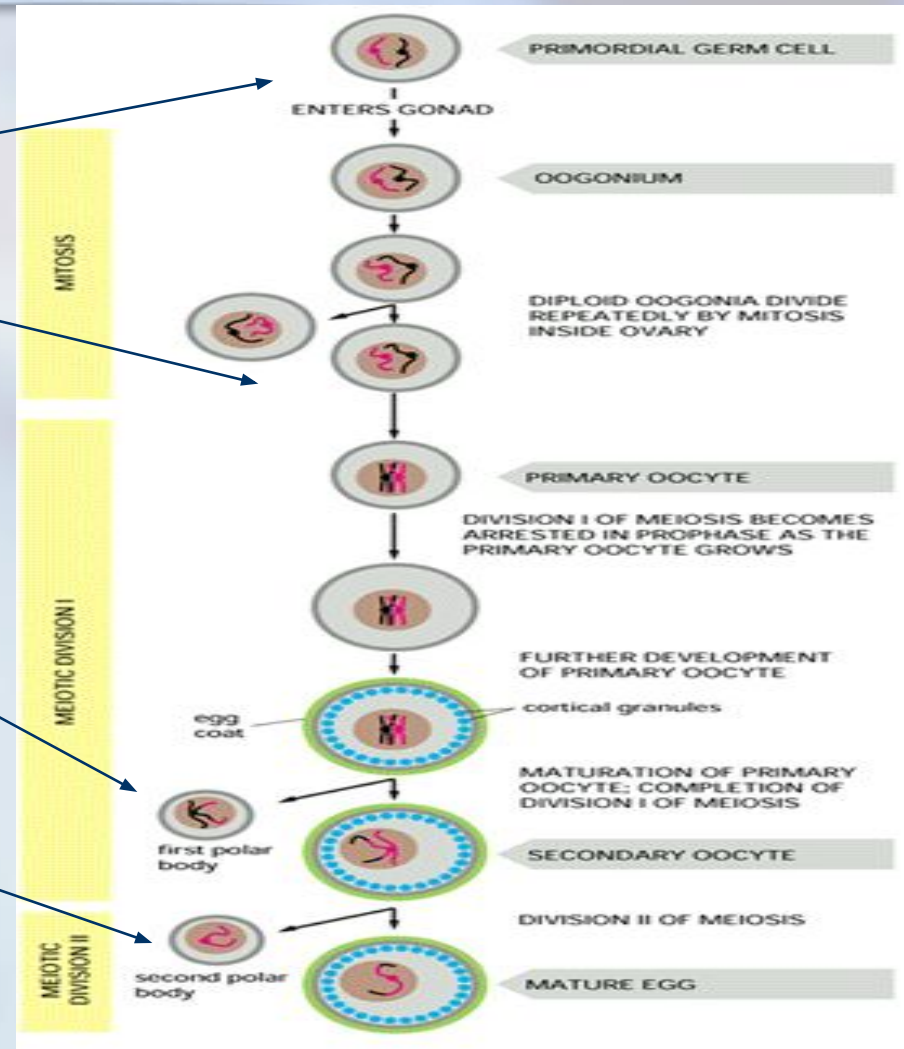 PRIMORDIAL GERM CELL
ENTERS GONAD
MITOSIS
OOGONIUM
DIPLOID OOGONIA DIVIDE
REPEATEDLY BY MITOSIS
INSIDE OVARY
MEIOTIC DIVISION I
PRIMARY OOCYTE
DIVISION I OF MEIOSIS BECOMES
ARRESTED IN PROPHASE AS THE
PRIMARY OOCYTE GROWS
FURTHER DEVELOPMENT
OF PRIMARY OOCYTE
egg
coat
cortical granules
MATURATION OF PRIMARY
OOCYTE: COMPLETION OF
DIVISION I OF MEIOSIS
first polar
body
SECONDARY OOCYTE
MEIOTIC
DIVISION II
DIVISION II OF MEIOSIS
second polar
body
MATURE EGG